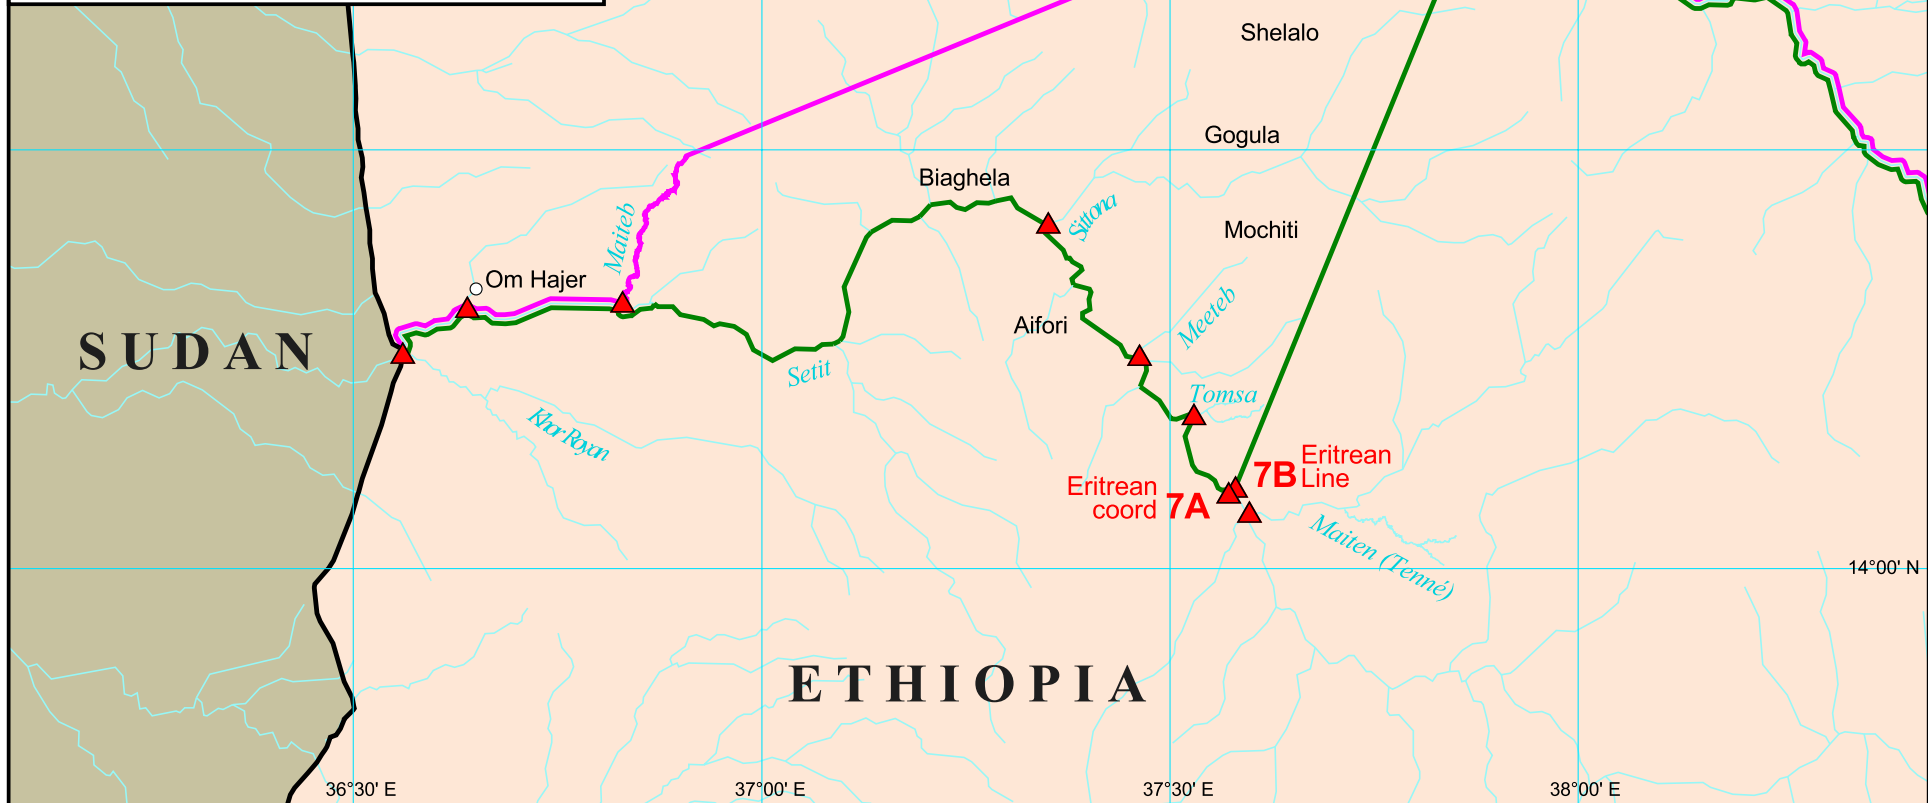 Shelalo
Gogula
Biaghela
Sittona
Maiteb
Mochiti
Om Hajer
Meeteb
Aifori
SUDAN
Setit
Tomsa
Khor Royan
7B
Eritrean
Line
Eritrean
coord
7A
Maiten (Tenné)
14°00' N
ETHIOPIA
36°30' E
37°00' E
37°30' E
38°00' E